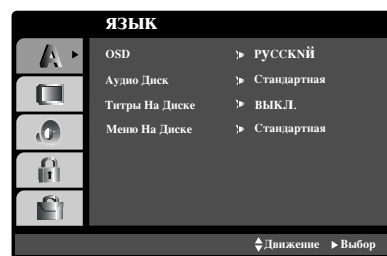 ЯЗЫК
A
OSD РУССКNЙ
Аудио Диск Стандартная
Титры На Диске ВЫКЛ.
Меню На Диске Стандартная
Движение Выбор